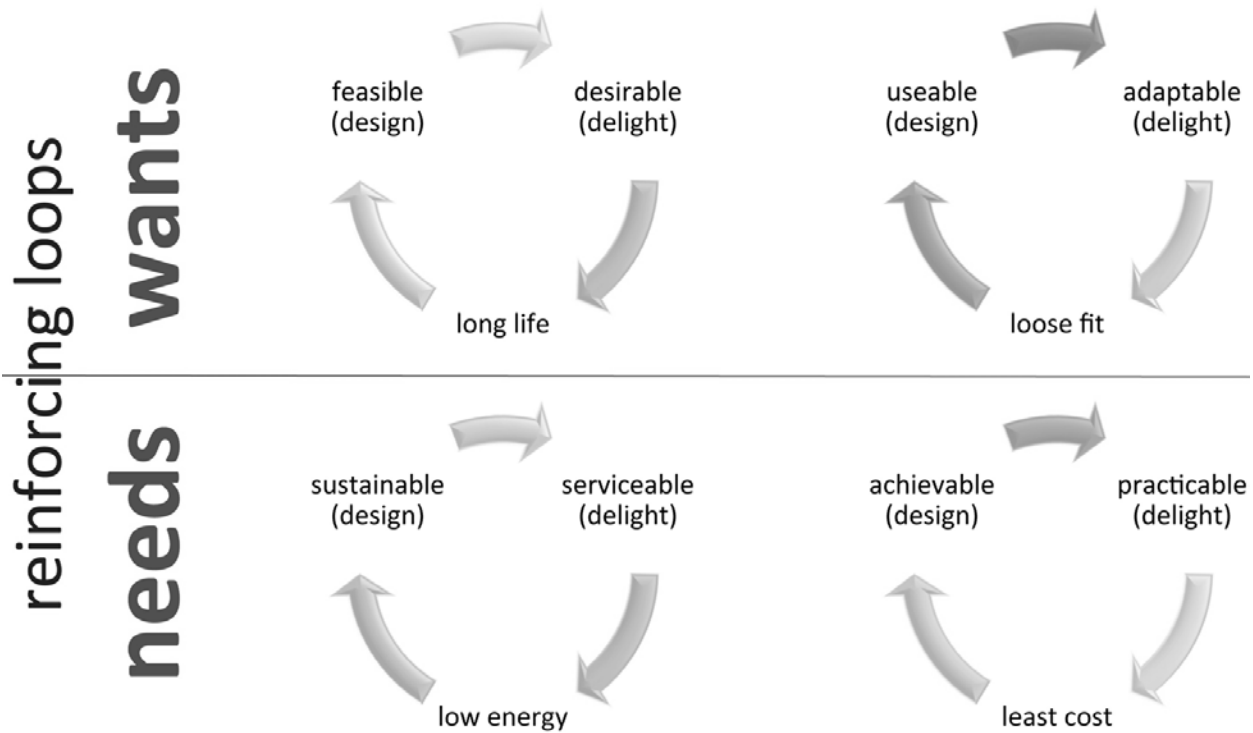 reinforcing loops
wants
feasible
(design)
desirable
(delight)
long life
useable
(design)
adaptable
(delight)
loose fit
needs
sustainable
(design)
serviceable
(delight)
low energy
achievable
(design)
practicable
(delight)
least cost